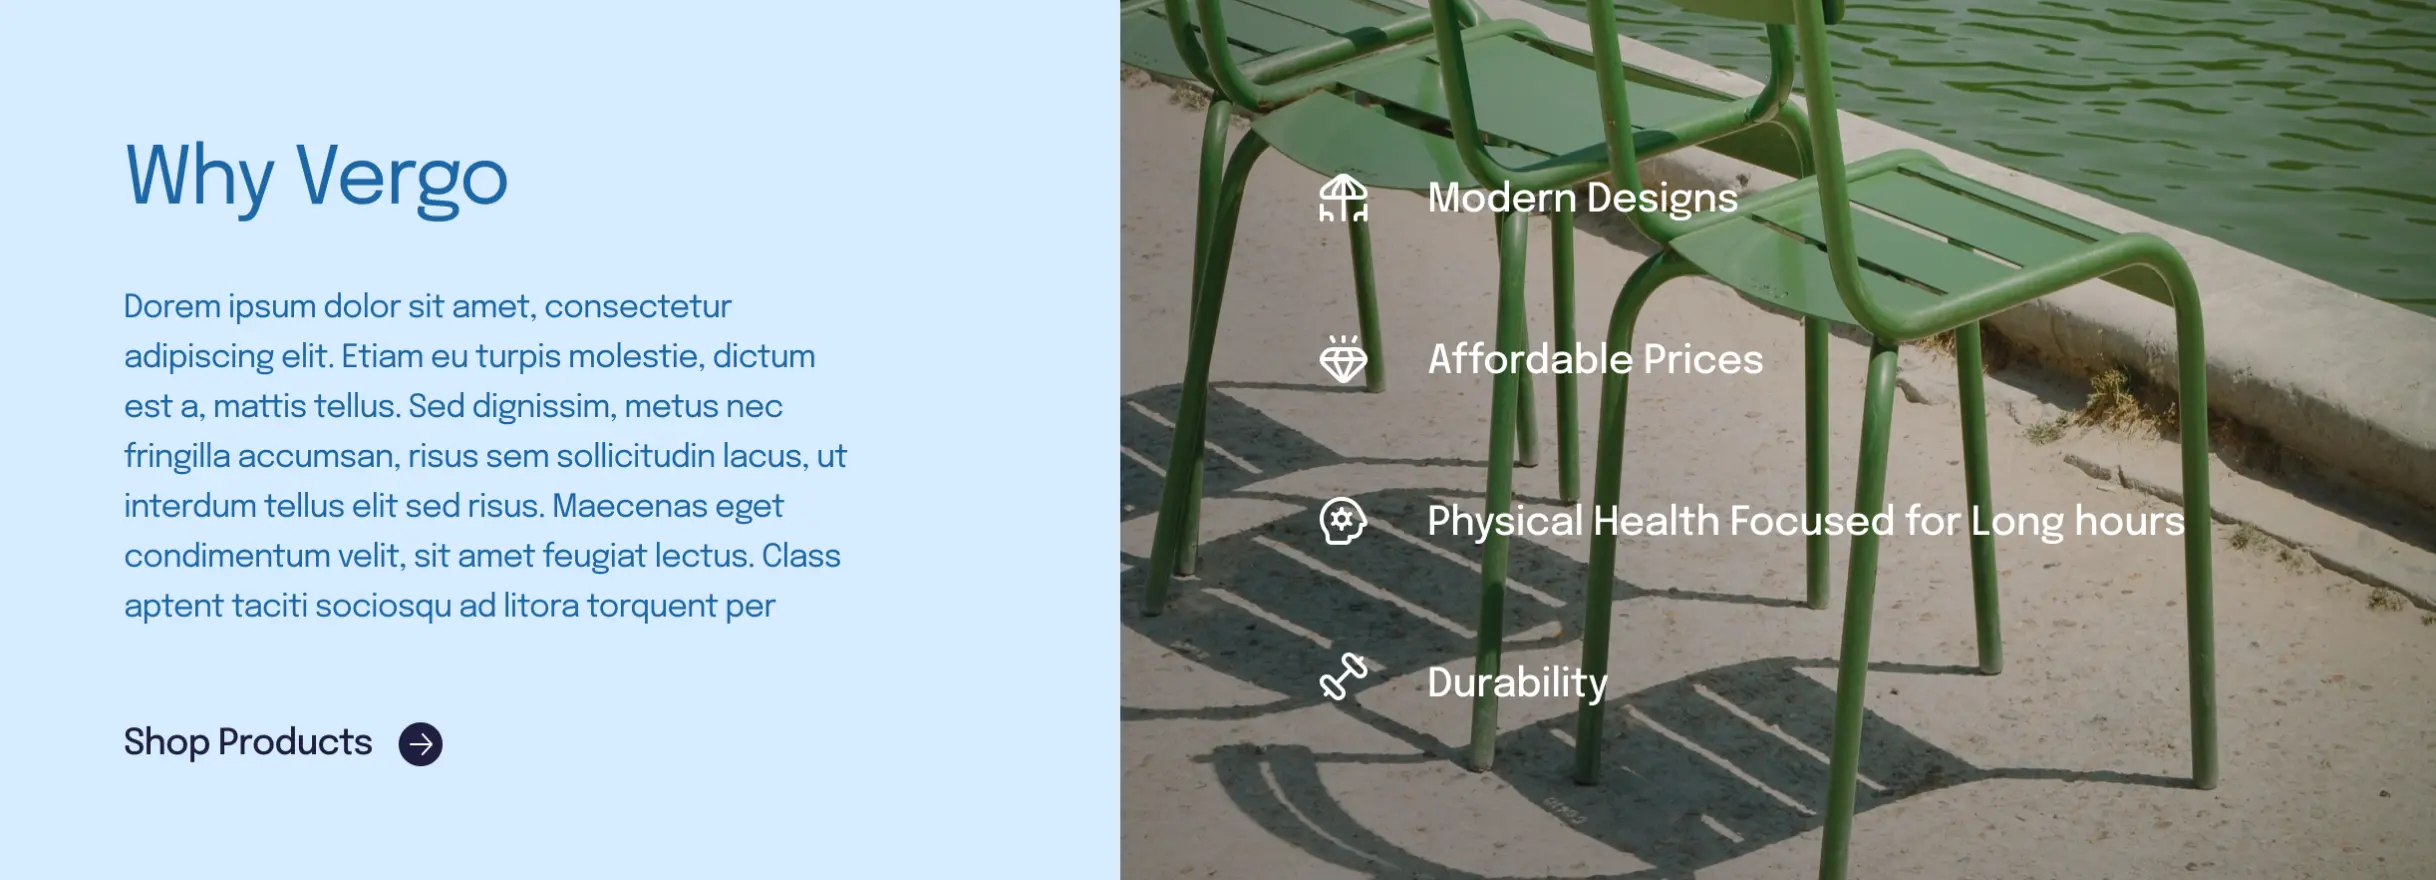 Why Vergo
Dorem ipsum dolor sit amet, consectetur
adipiscing elit. Etiam eu turpis molestie, dictum
est a, mattis tellus. Sed dignissim, metus nec
fringilla accumsan, risus sem sollicitudin lacus, ut
interdum tellus elit sed risus. Maecenas eget
condimentum velit, sit amet feugiat lectus. Class
aptent taciti sociosqu ad litora torquent per
Shop Products
Modern Designs
Affordable Prices
Physical Health Focused for Long hours
Durability